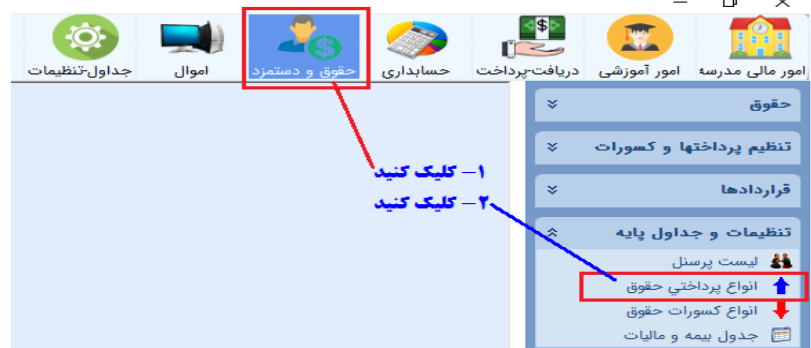 امور مالی مدرسه
امور آموزشی
دریافت-پرداخت
حسابداری
حقوق و دستمزد
اموال
جداول-تنظیمات
حقوق
تنظیم پرداختها و کسورات
قراردادها
تنظیمات و جداول پایه
لیست پرسنل
انواع پرداختي حقوق
انواع کسورات حقوق
جدول بیمه و مالیات
۱– کلیک کنید
۲– کلیک کنید